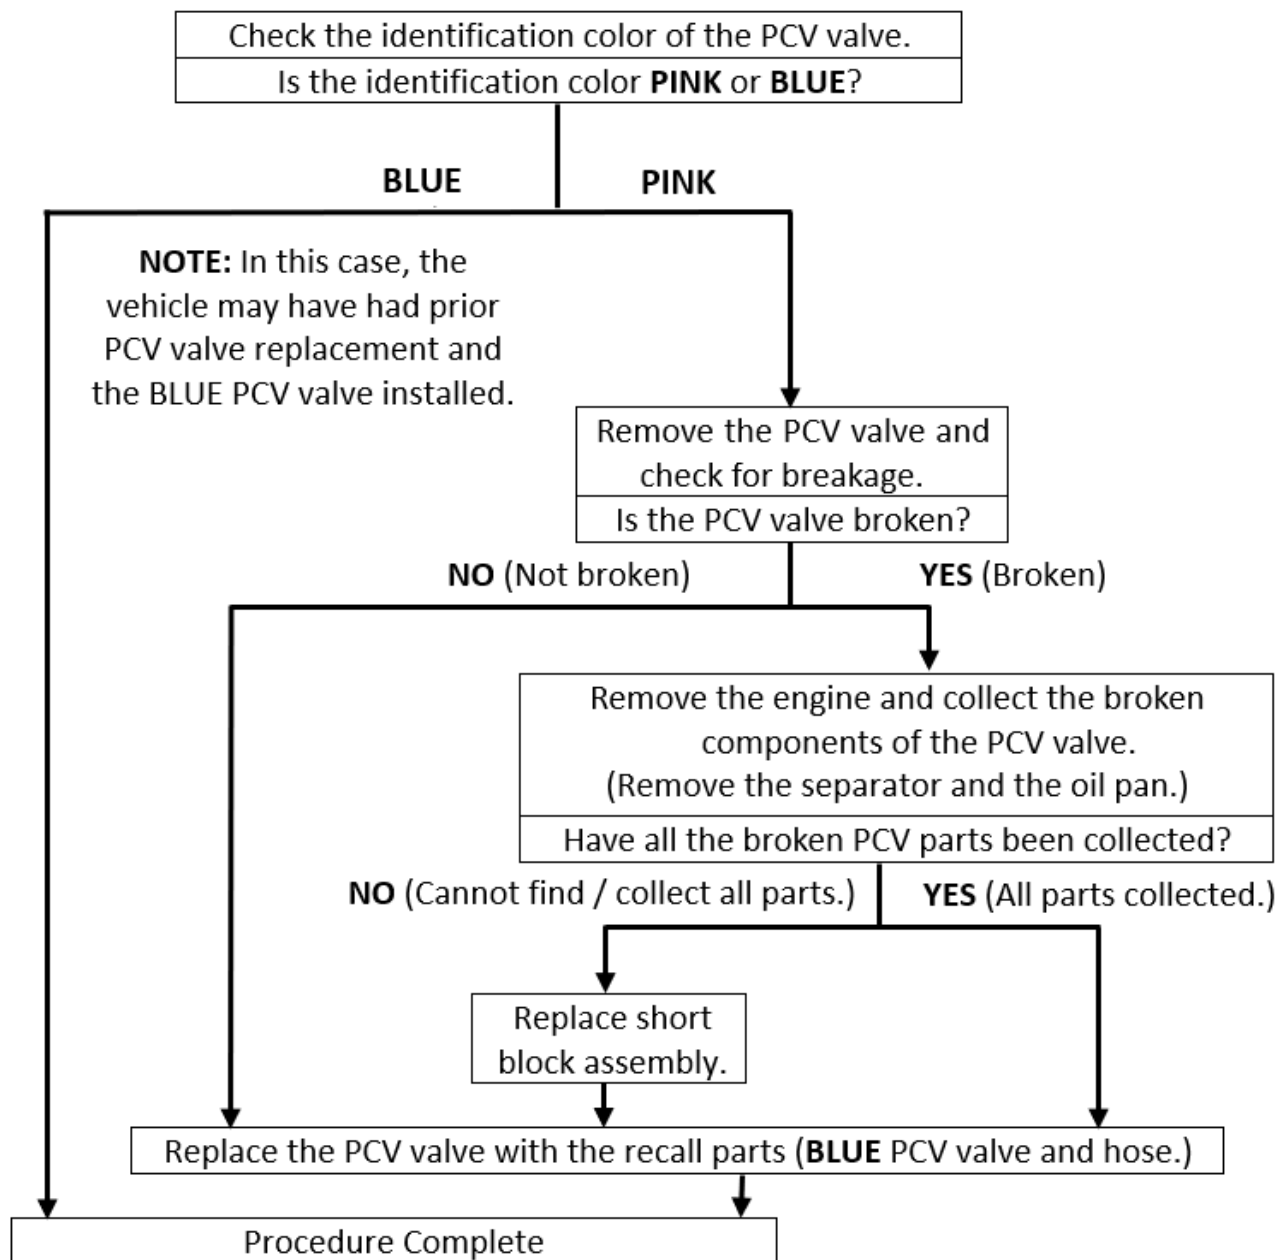 Check the identification color of the PCV valve.
Is the identification color PINK or BLUE?
BLUE
PINK
NOTE: In this case, the
vehicle may have had prior
PCV valve replacement and
the BLUE PCV valve installed.
Remove the PCV valve and
check for breakage.
Is the PCV valve broken?
NO (Not broken)
YES (Broken)
Remove the engine and collect the broken
components of the PCV valve.
(Remove the separator and the oil pan.)
Have all the broken PCV parts been collected?
NO (Cannot find / collect all parts.)
YES (All parts collected.)
Replace short
block assembly.
Replace the PCV valve with the recall parts (BLUE PCV valve and hose.)
Procedure Complete